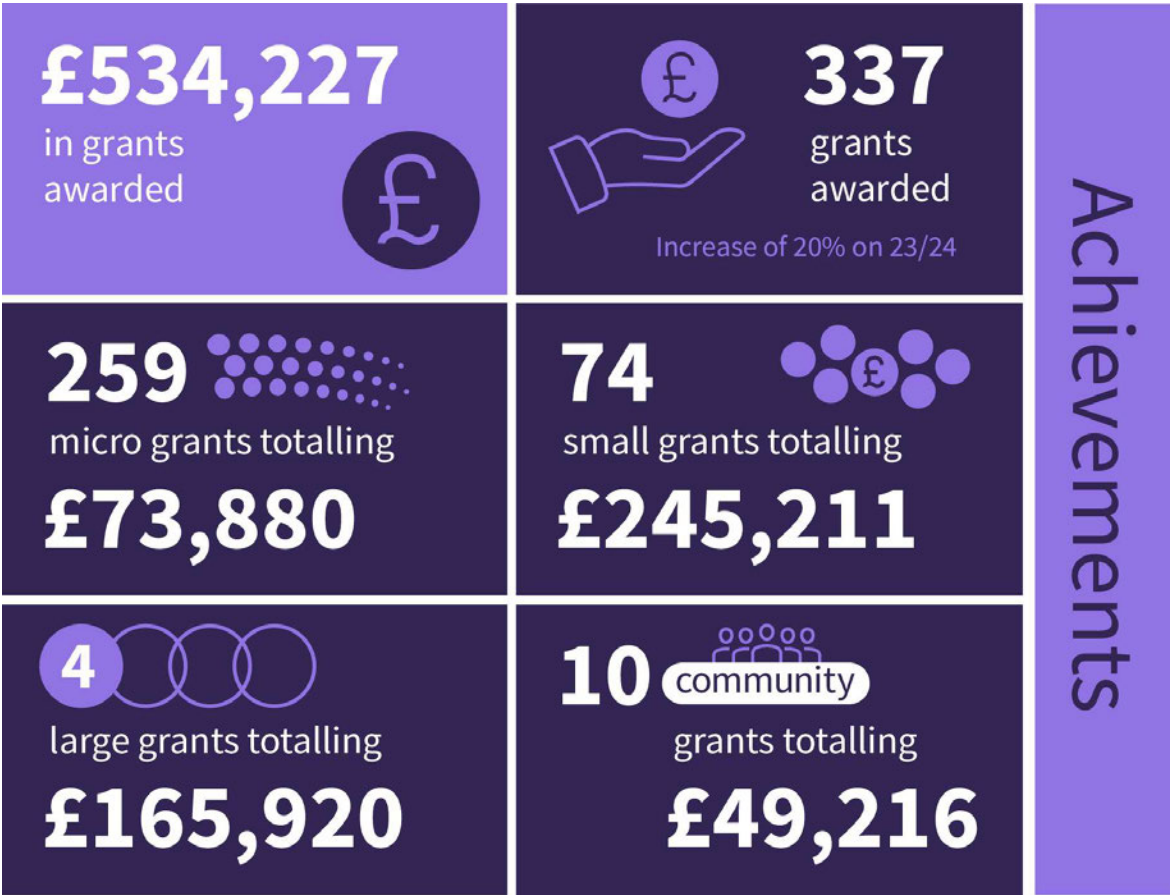 £534,227
in grants
awarded
£
£
337
grants
awarded
Increase of 20% on 23/24
259
micro grants totalling
£73,880
74
£
small grants totalling
£245,211
4
large grants totalling
£165,920
10 community
grants totalling
£49,216
Achievements